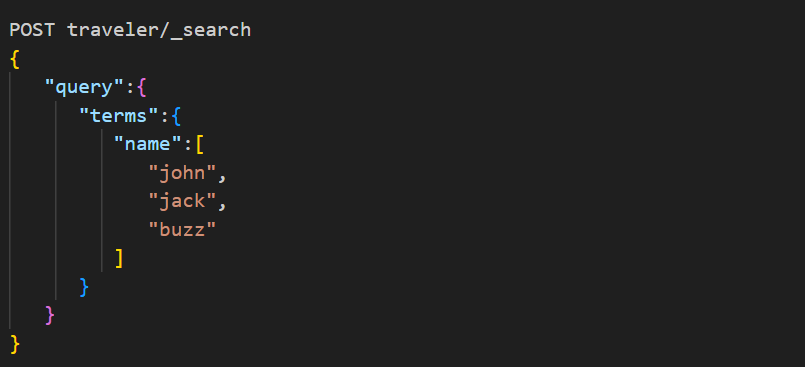 POST traveler/_search
{
"query":{
"terms":{
"name":[
"john",
"jack",
"buzz"
]
}
}
}